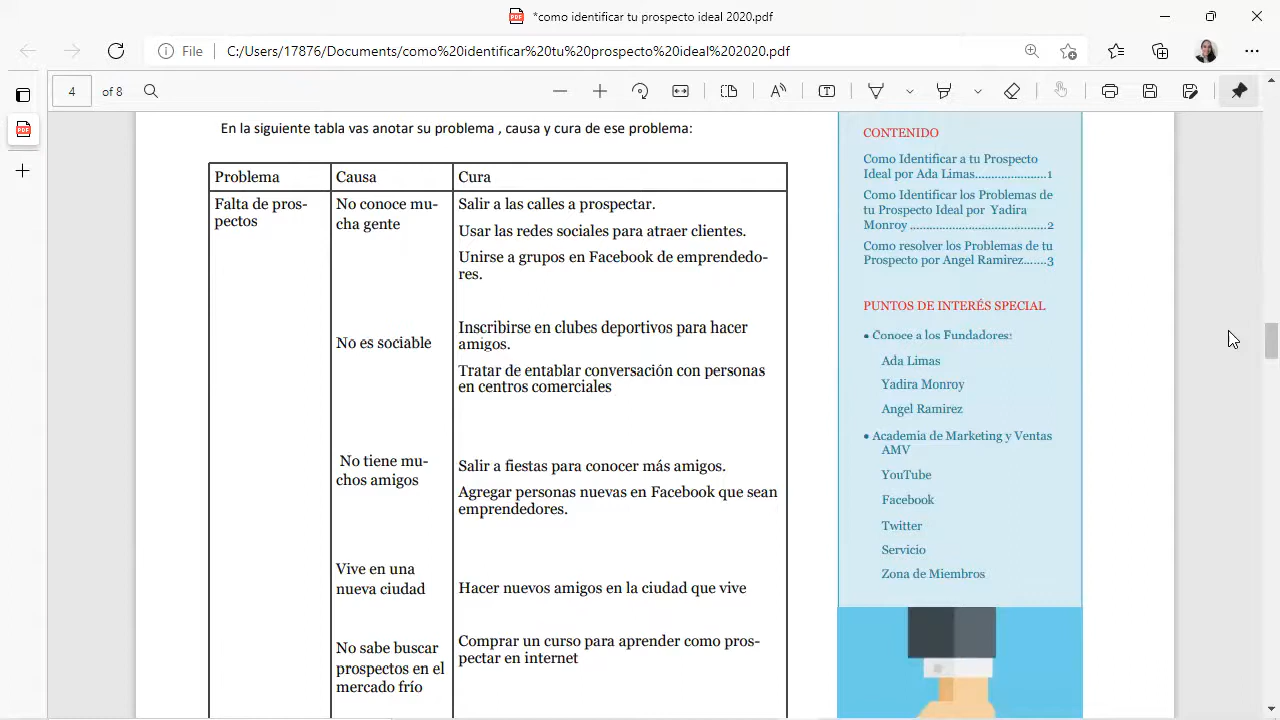 *como identificar tu prospecto ideal 2020.pdf
File
C:/Users/17876/Documents/como%20identificar%20tu%20prospecto%20ideal%202020.pdf
4
of 8
En la siguiente tabla vas anotar su problema , causa y cura de ese problema:
Problema
Causa
Cura
Falta de pros-
pectos
No conoce mu-
cha gente
Salir a las calles a prospectar.
Usar las redes sociales para atraer clientes.
Unirse a grupos en Facebook de emprendedo-
res.
No es sociable
Inscribirse en clubes deportivos para hacer
amigos.
Tratar de entablar conversación con personas
en centros comerciales
No tiene mu-
chos amigos
Salir a fiestas para conocer más amigos.
Agregar personas nuevas en Facebook que sean
emprendedores.
Vive en una
nueva ciudad
Hacer nuevos amigos en la ciudad que vive
No sabe buscar
prospectos en el
mercado frío
Comprar un curso para aprender como pros-
pectar en internet
CONTENIDO
Como Identificar a tu Prospecto
Ideal por Ada Limas......................1
Como Identificar los Problemas de
tu Prospecto Ideal por  Yadira
Monroy ..........................................2
Como resolver los Problemas de tu
Prospecto por Angel Ramirez.......3
PUNTOS DE INTERÉS SPECIAL
• Conoce a los Fundadores:
Ada Limas
Yadira Monroy
Angel Ramirez
• Academia de Marketing y Ventas
AMV
YouTube
Facebook
Twitter
Servicio
Zona de Miembros